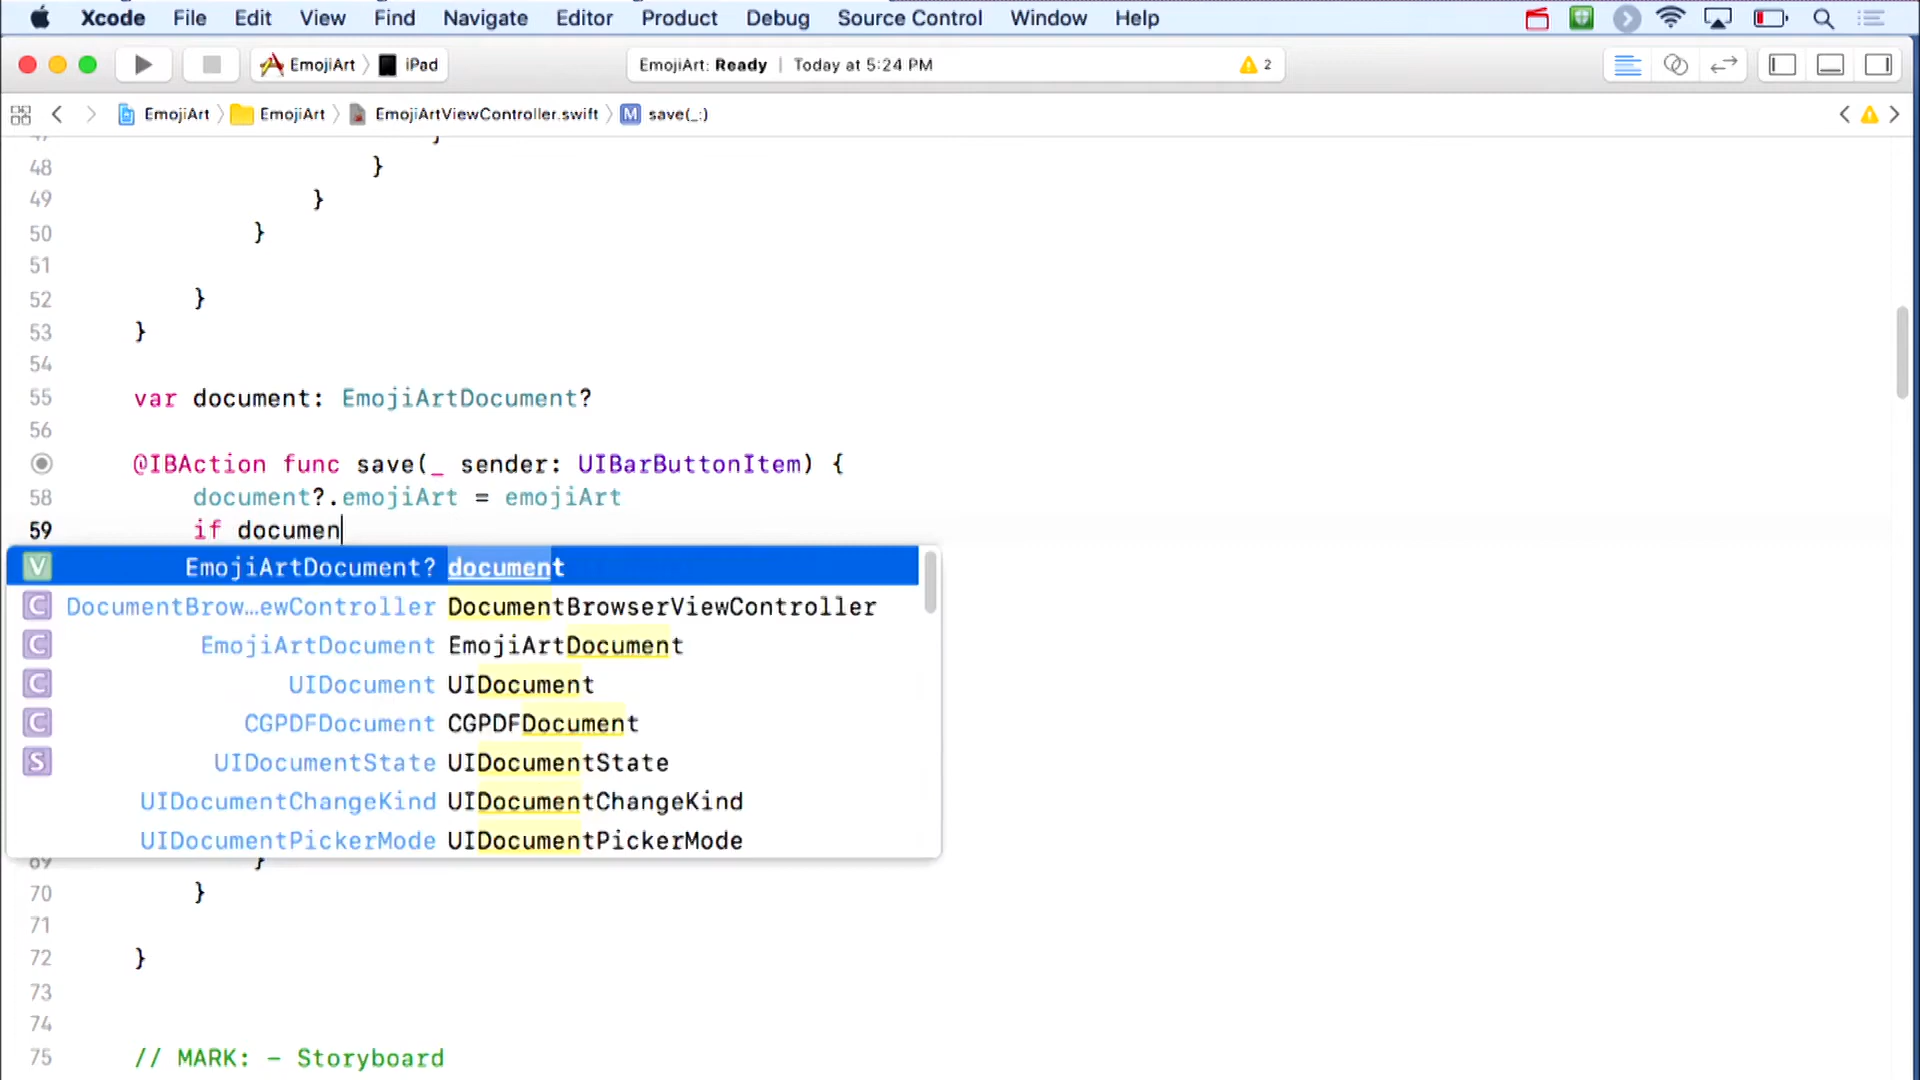 Xcode File Edit View Find Navigate Editor Product Debug Source Control Window Help
EmojiArt iPad EmojiArt: Ready | Today at 5:24 PM 2
EmojiArt EmojiArt EmojiArtViewController.swift M save(_:)
47 }
48 }
49 }
50 }
51
52 }
53 }
54
55 var document: EmojiArtDocument?
56
@IBAction func save(_ sender: UIBarButtonItem) {
58 document?.emojiArt = emojiArt
59 if documen
V EmojiArtDocument? document
C DocumentBrow…ewController DocumentBrowserViewController
C EmojiArtDocument EmojiArtDocument
C UIDocument UIDocument
C CGPDFDocument CGPDFDocument
S UIDocumentState UIDocumentState
UIDocumentChangeKind UIDocumentChangeKind
UIDocumentPickerMode UIDocumentPickerMode
69 }
70 }
71
72 }
73
74
75 // MARK: - Storyboard